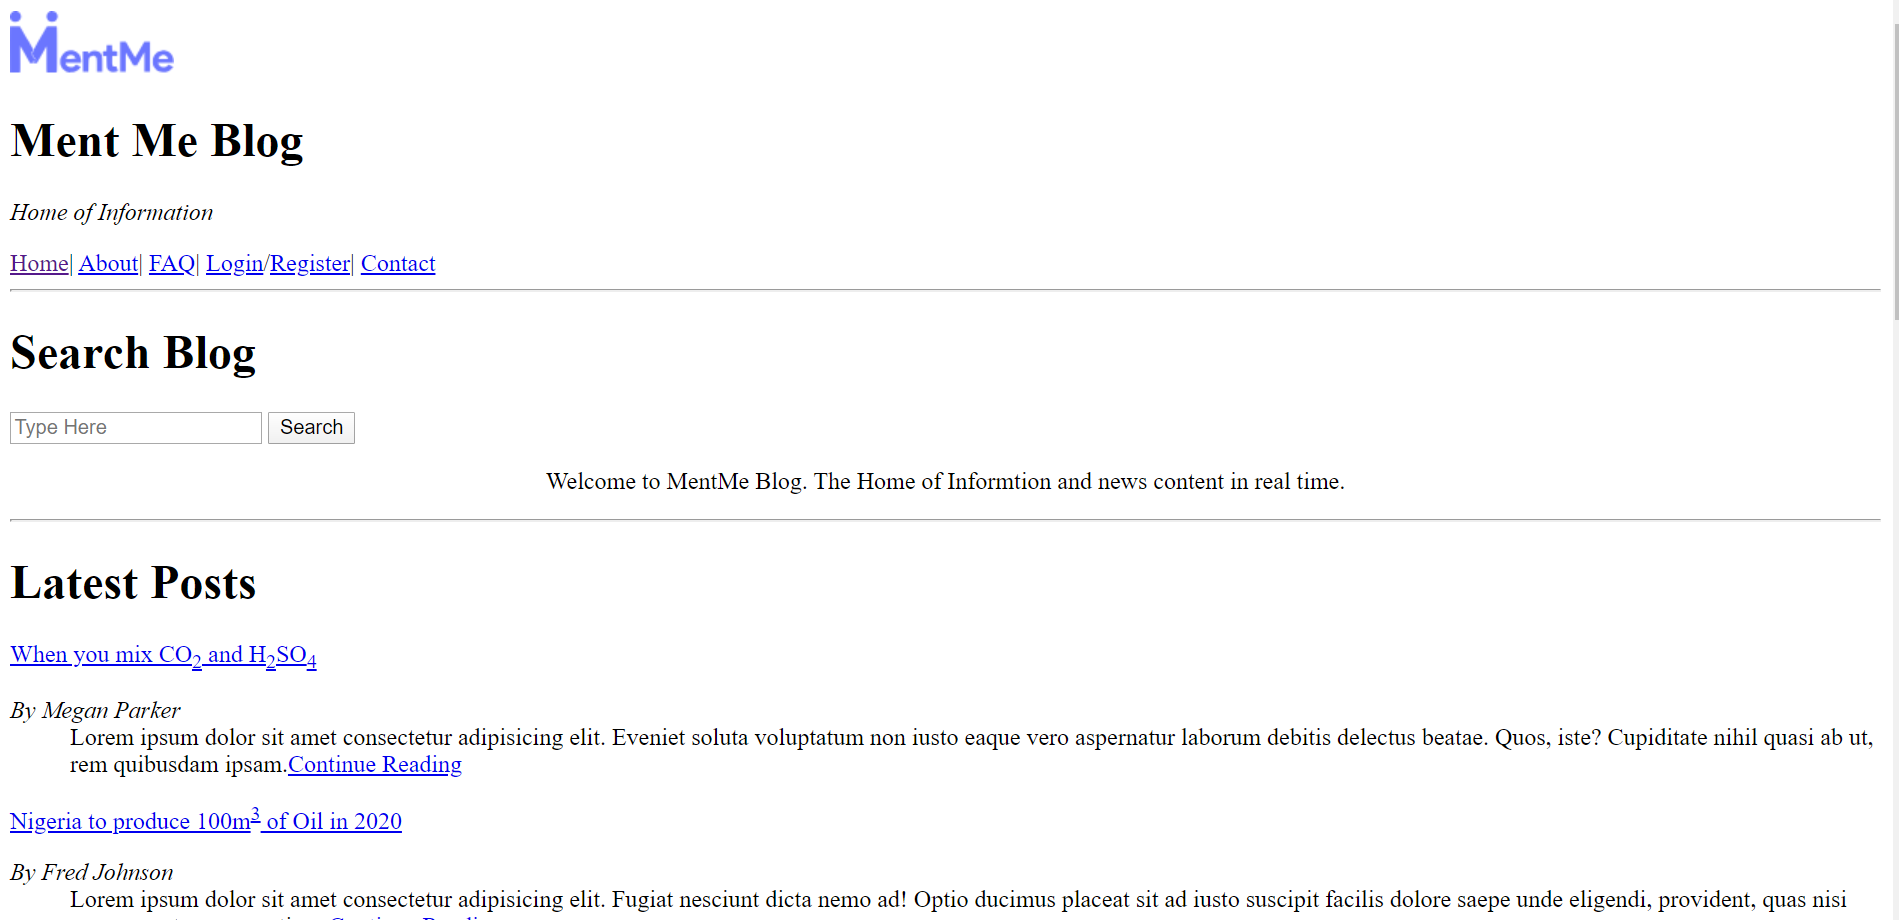 MentMe
Ment Me Blog
Home of Information
Home| About| FAQ| Login/Register| Contact
Search Blog
Type Here Search
Welcome to MentMe Blog. The Home of Informtion and news content in real time.
Latest Posts
When you mix CO₂ and H₂SO₄
By Megan Parker
Lorem ipsum dolor sit amet consectetur adipisicing elit. Eveniet soluta voluptatum non iusto eaque vero aspernatur laborum debitis delectus beatae. Quos, iste? Cupiditate nihil quasi ab ut,
rem quibusdam ipsam.Continue Reading
Nigeria to produce 100m³ of Oil in 2020
By Fred Johnson
Lorem ipsum dolor sit amet consectetur adipisicing elit. Fugiat nesciunt dicta nemo ad! Optio ducimus placeat sit ad iusto suscipit facilis dolore saepe unde eligendi, provident, quas nisi